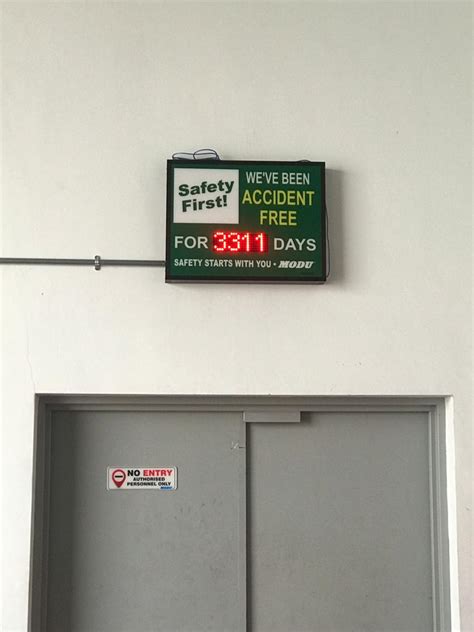 Safety
First!
WE'VE BEEN
ACCIDENT
FREE
FOR 3311 DAYS
SAFETY STARTS WITH YOU • MODU
NO ENTRY
AUTHORISED
PERSONNEL ONLY